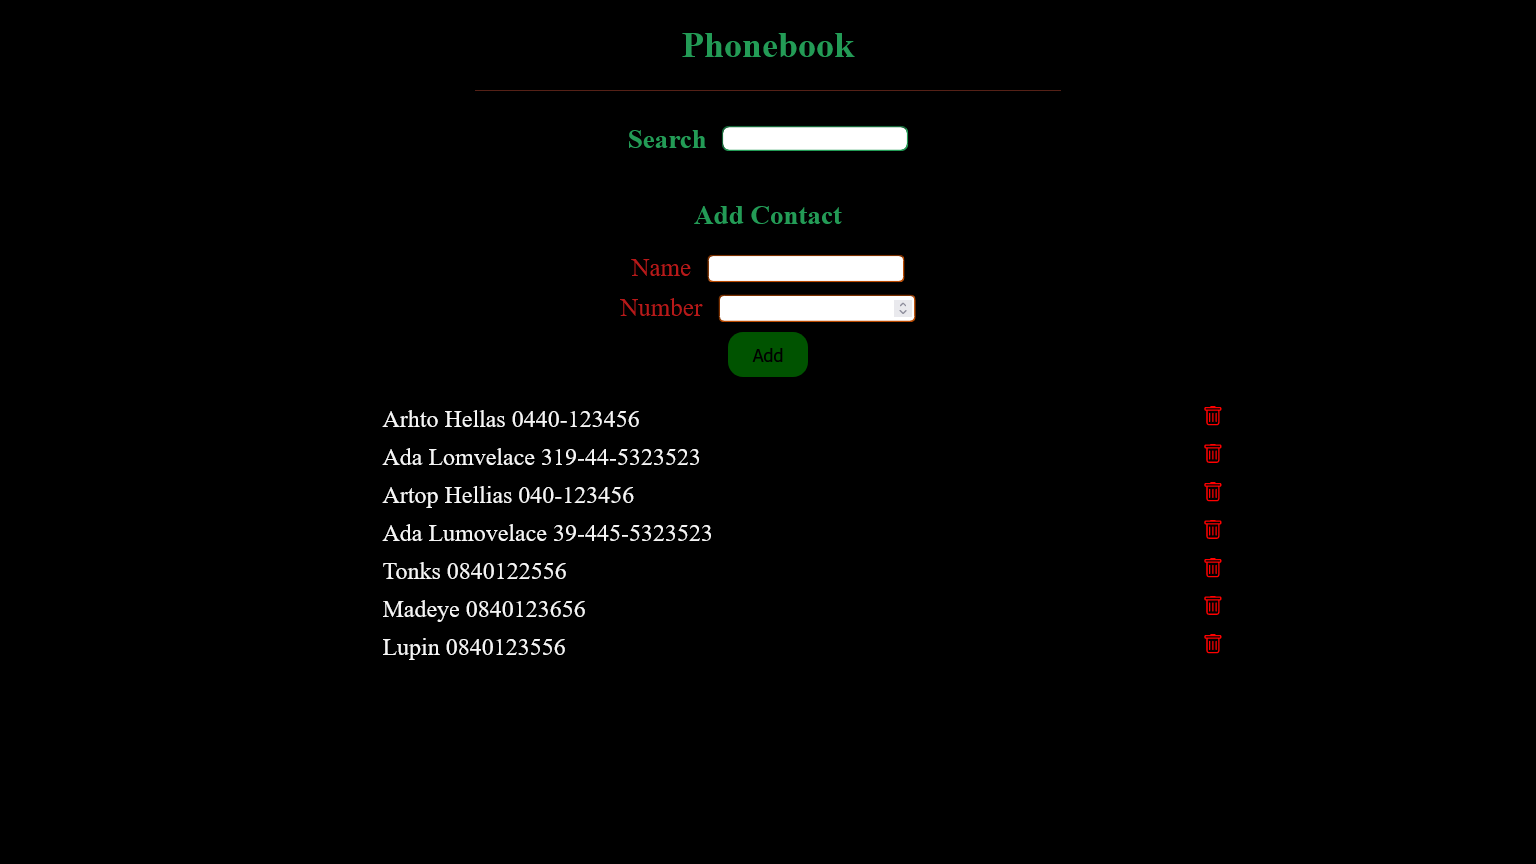 Phonebook
Search
Add Contact
Name
Number
Add
Arhto Hellas 0440-123456
Ada Lomvelace 319-44-5323523
Artop Hellias 040-123456
Ada Lumovelace 39-445-5323523
Tonks 0840122556
Madeye 0840123656
Lupin 0840123556